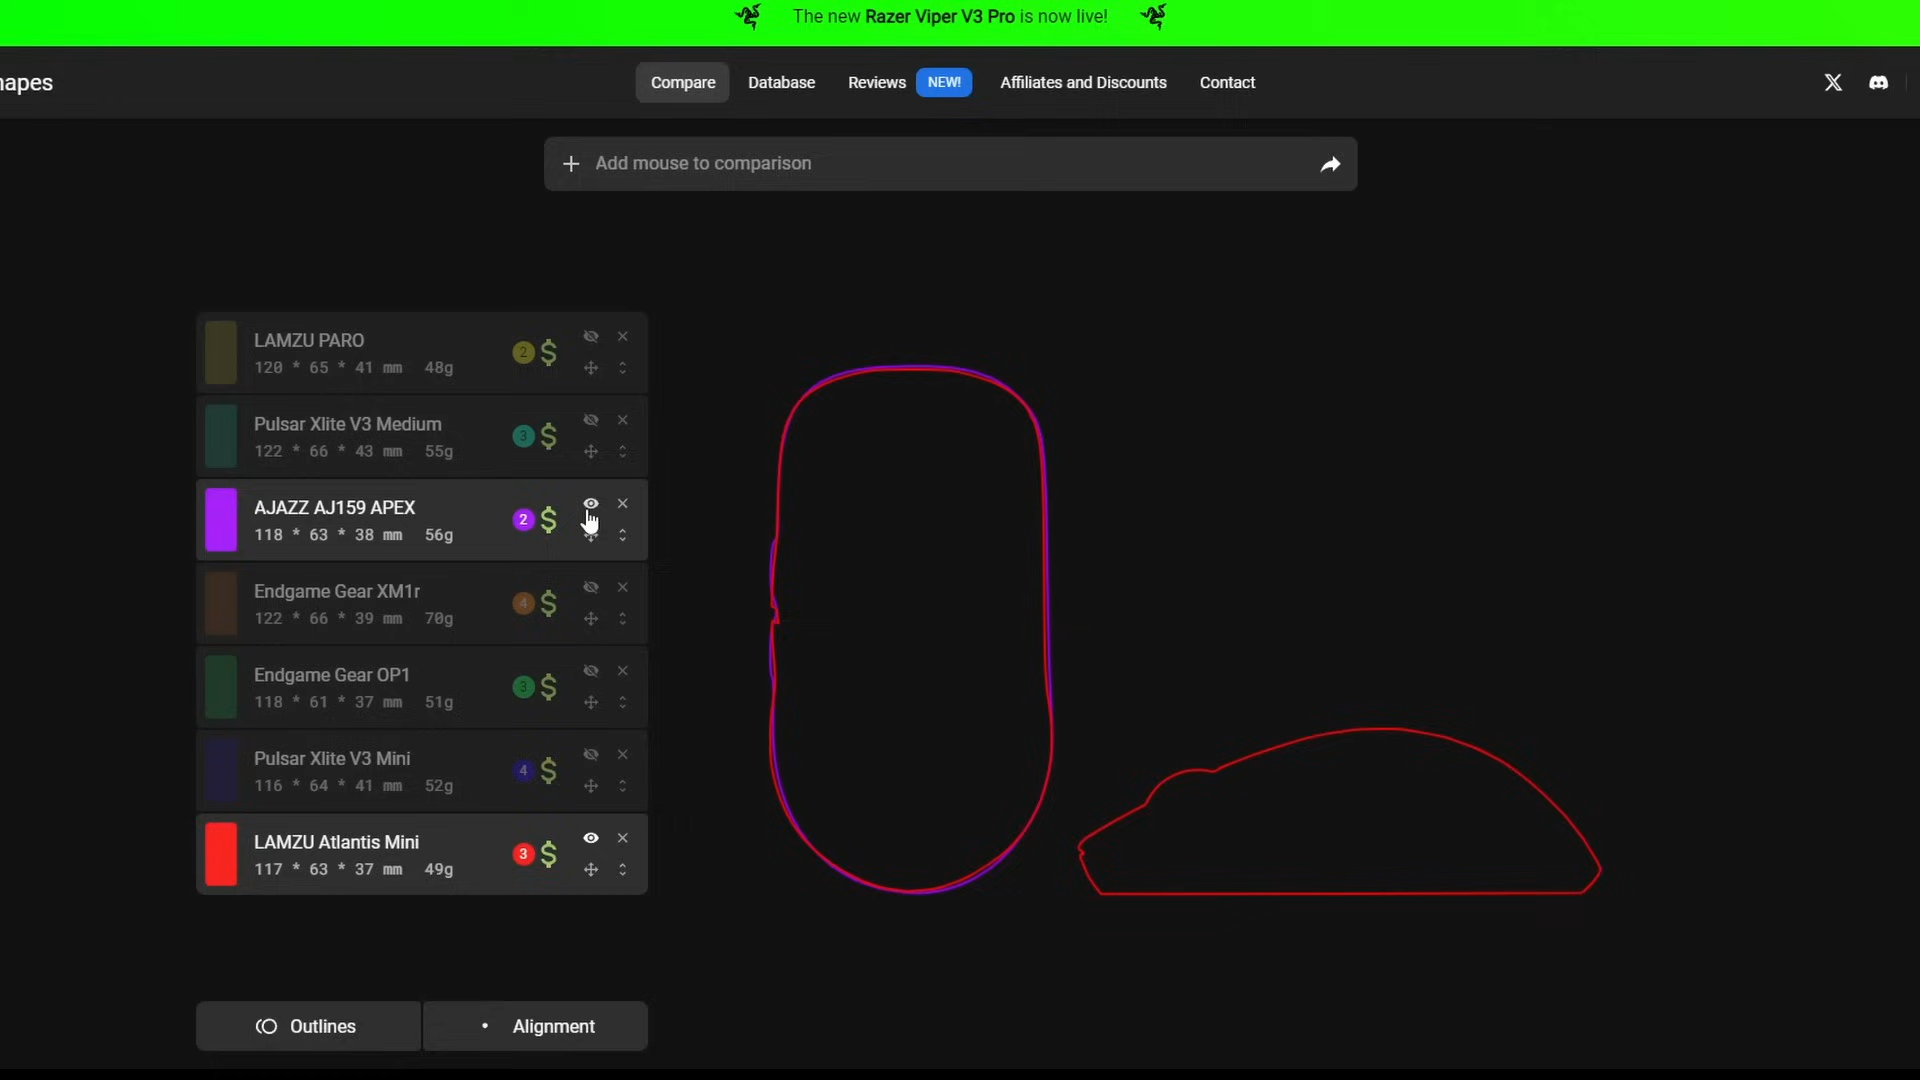 The new Razer Viper V3 Pro is now live!
hapes
Compare
Database
Reviews
NEW!
Affiliates and Discounts
Contact
Add mouse to comparison
LAMZU PARO
120 * 65 * 41 mm 48g
2 $
Pulsar Xlite V3 Medium
122 * 66 * 43 mm 55g
3 $
AJAZZ AJ159 APEX
118 * 63 * 38 mm 56g
2 $
Endgame Gear XM1r
122 * 66 * 39 mm 70g
4 $
Endgame Gear OP1
118 * 61 * 37 mm 51g
3 $
Pulsar Xlite V3 Mini
116 * 64 * 41 mm 52g
4 $
LAMZU Atlantis Mini
117 * 63 * 37 mm 49g
3 $
Outlines
Alignment